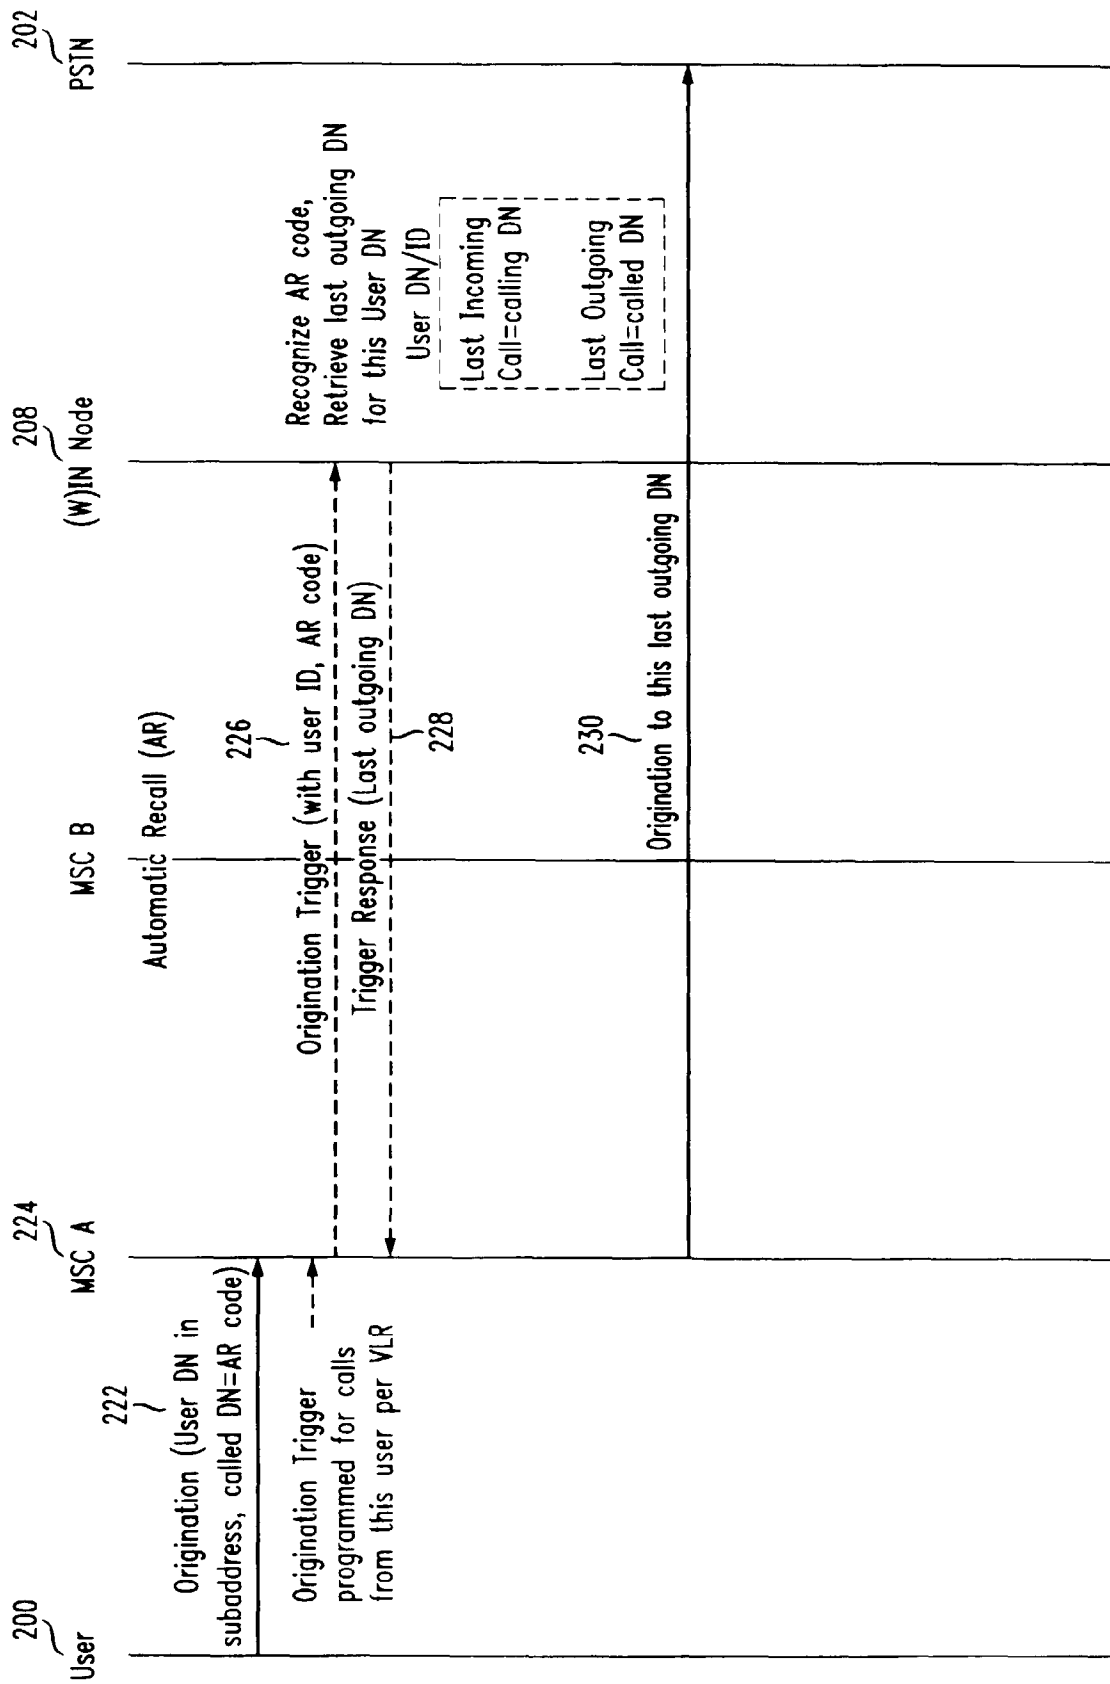 200
User
224
MSC A
MSC B
208
(W)IN Node
202
PSTN
Automatic Recall (AR)
222
Origination (User DN in
subaddress, called DN=AR code)
Origination Trigger
programmed for calls
from this user per VLR
226
Origination Trigger (with user ID, AR code)
Trigger Response (Last outgoing DN)
228
Recognize AR code,
Retrieve last outgoing DN
for this User DN
User DN/ID
Last Incoming
Call=calling DN
Last Outgoing
Call=called DN
230
Origination to this last outgoing DN